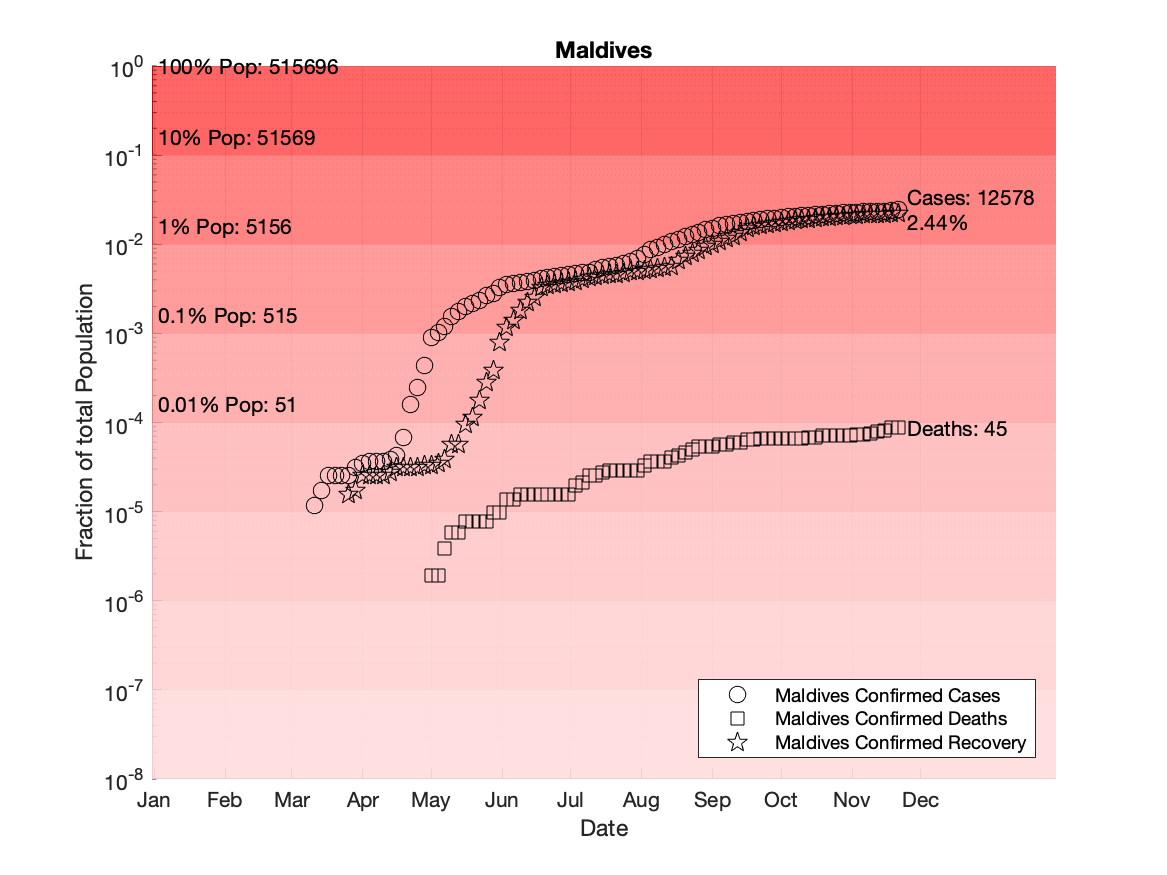 Maldives
10^0
10^-1
10^-2
10^-3
10^-4
10^-5
10^-6
10^-7
10^-8
Fraction of total Population
100% Pop: 515696
10% Pop: 51569
1% Pop: 5156
0.1% Pop: 515
0.01% Pop: 51
Cases: 12578
2.44%
Deaths: 45
Maldives Confirmed Cases
Maldives Confirmed Deaths
Maldives Confirmed Recovery
Jan Feb Mar Apr May Jun Jul Aug Sep Oct Nov Dec
Date